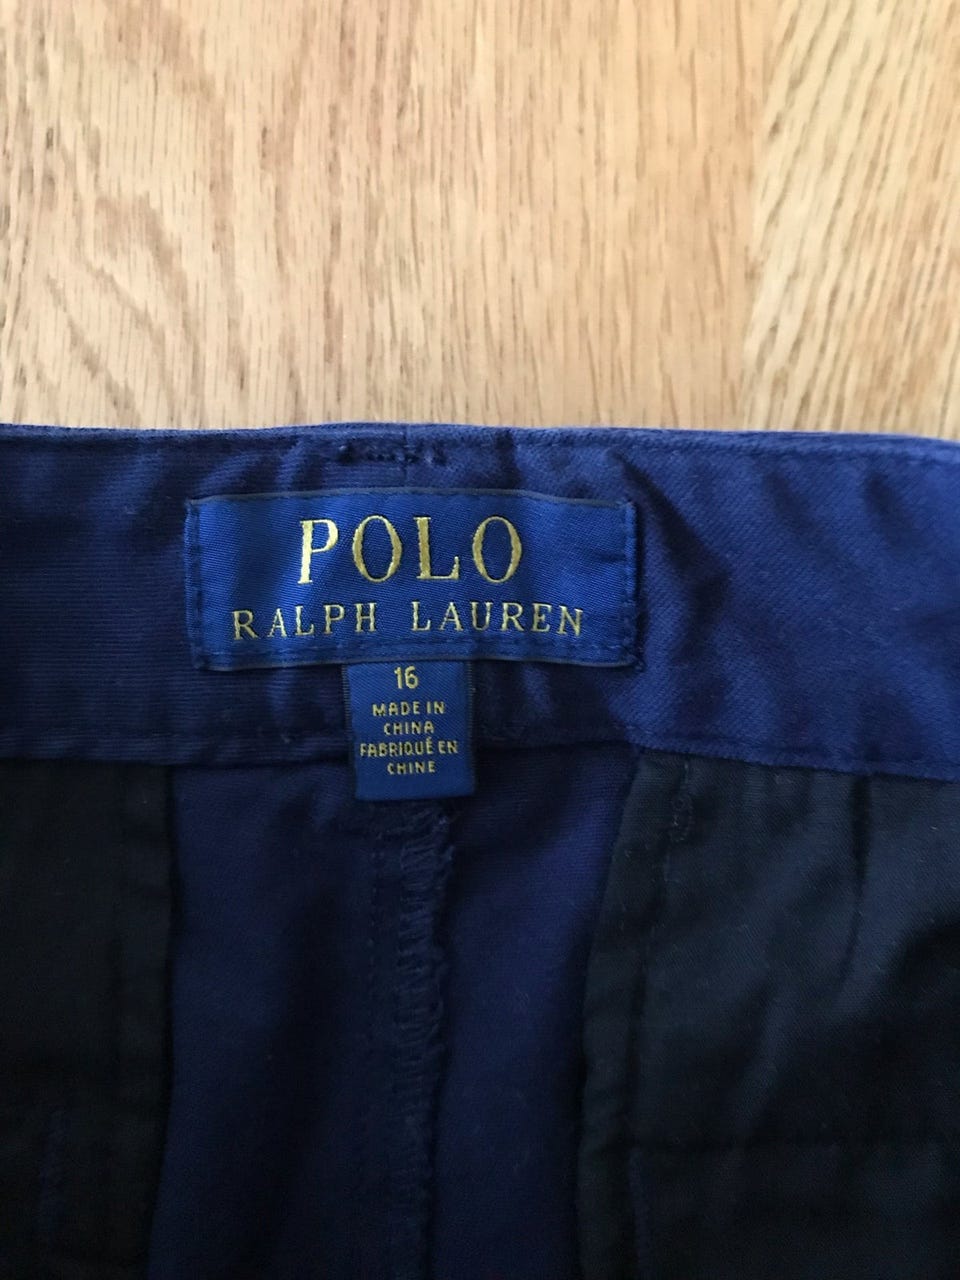 POLO
RALPH LAUREN
16
MADE IN
CHINA
FABRIQUÉ EN
CHINE